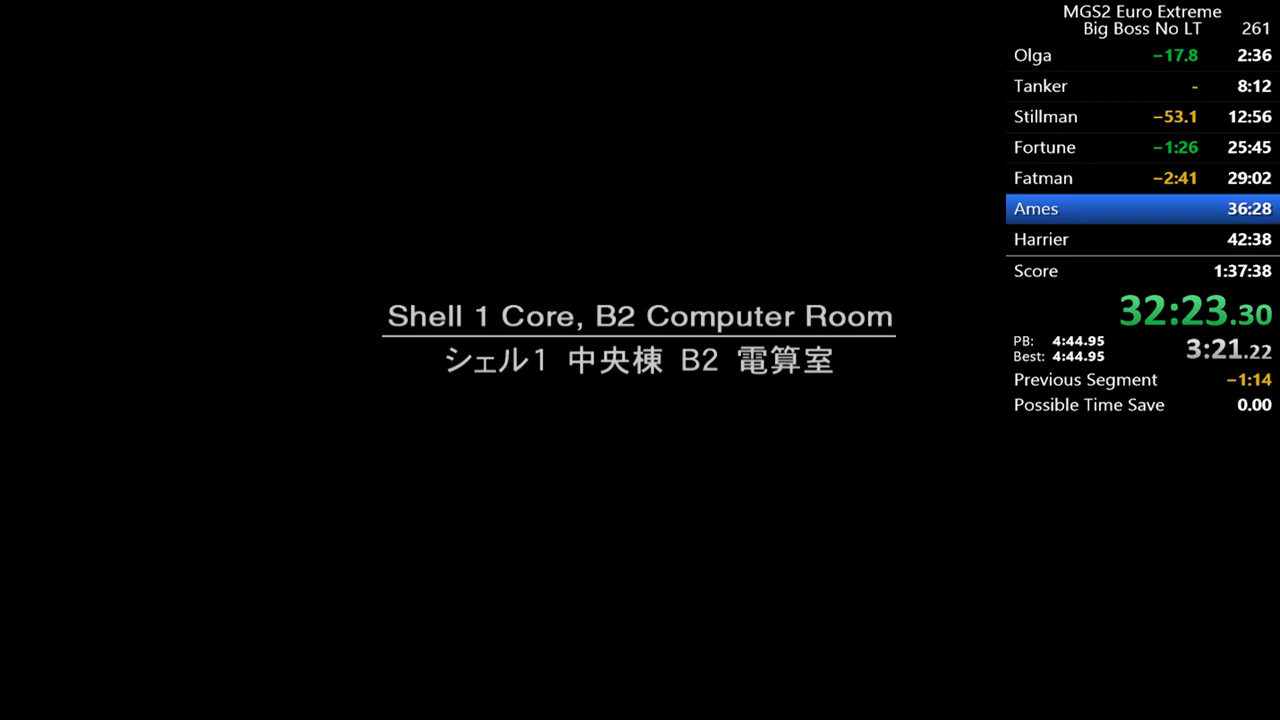 MGS2 Euro Extreme
Big Boss No LT 261
Olga −17.8 2:36
Tanker - 8:12
Stillman −53.1 12:56
Fortune −1:26 25:45
Fatman −2:41 29:02
Ames 36:28
Harrier 42:38
Score 1:37:38
32:23.30
PB: 4:44.95
Best: 4:44.95
3:21.22
Previous Segment −1:14
Possible Time Save 0.00
Shell 1 Core, B2 Computer Room
シェル1 中央棟 B2 電算室